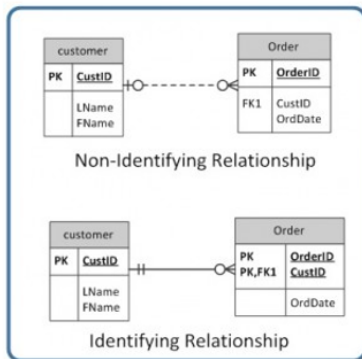 customer
PK CustID
LName
FName
Order
PK OrderID
FK1 CustID
OrdDate
Non-Identifying Relationship
customer
PK CustID
LName
FName
Order
PK OrderID
PK,FK1 CustID
OrdDate
Identifying Relationship